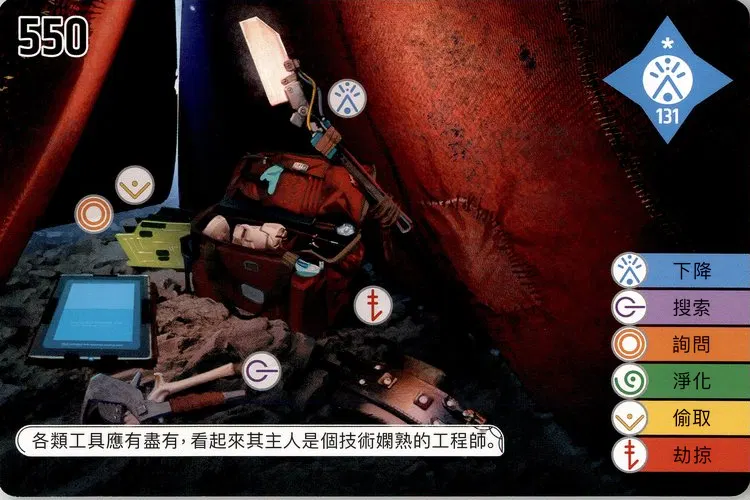 550
*
131
下降
搜索
詢問
淨化
偷取
劫掠
各類工具應有盡有,看起來其主人是個技術嫻熟的工程師。